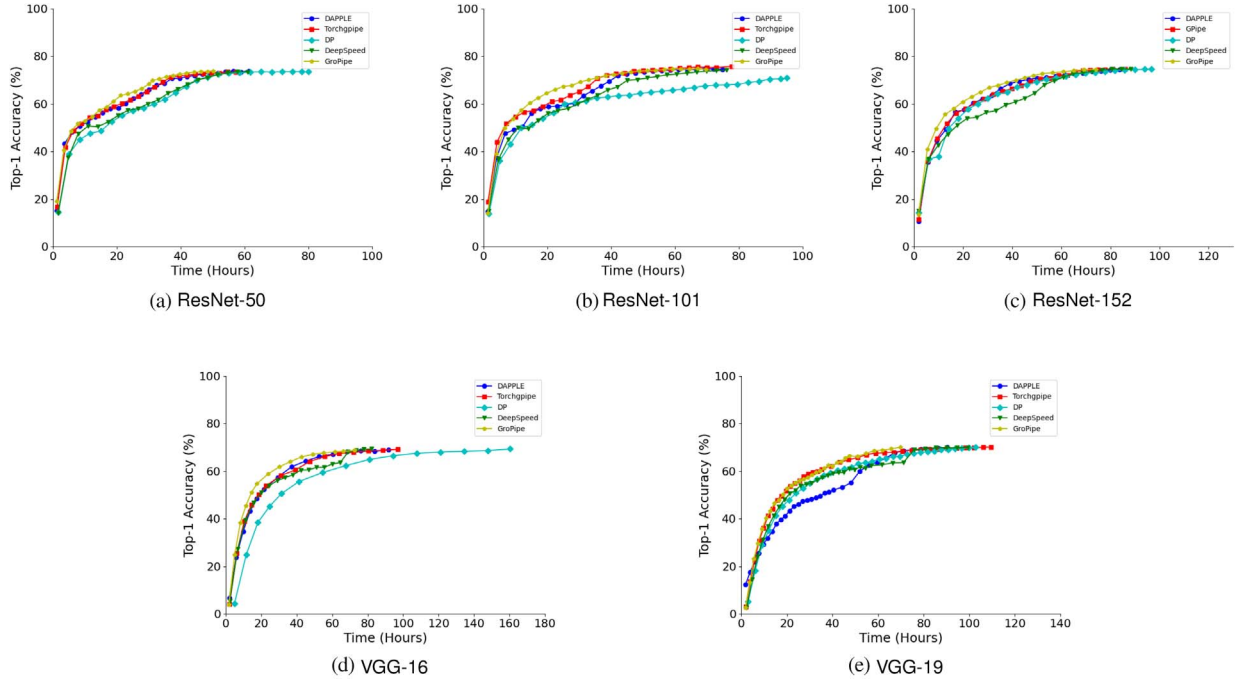 100
80
60
40
20
0
Top-1 Accuracy (%)
0 20 40 60 80 100
Time (Hours)
DAPPLE
Torchgpipe
DP
DeepSpeed
GroPipe
(a) ResNet-50
100
80
60
40
20
0
Top-1 Accuracy (%)
0 20 40 60 80 100
Time (Hours)
DAPPLE
Torchgpipe
DP
DeepSpeed
GroPipe
(b) ResNet-101
100
80
60
40
20
0
Top-1 Accuracy (%)
0 20 40 60 80 100 120
Time (Hours)
DAPPLE
GPipe
DP
DeepSpeed
GroPipe
(c) ResNet-152
100
80
60
40
20
0
Top-1 Accuracy (%)
0 20 40 60 80 100 120 140 160 180
Time (Hours)
DAPPLE
Torchgpipe
DP
DeepSpeed
GroPipe
(d) VGG-16
100
80
60
40
20
0
Top-1 Accuracy (%)
0 20 40 60 80 100 120 140
Time (Hours)
DAPPLE
Torchgpipe
DP
DeepSpeed
GroPipe
(e) VGG-19